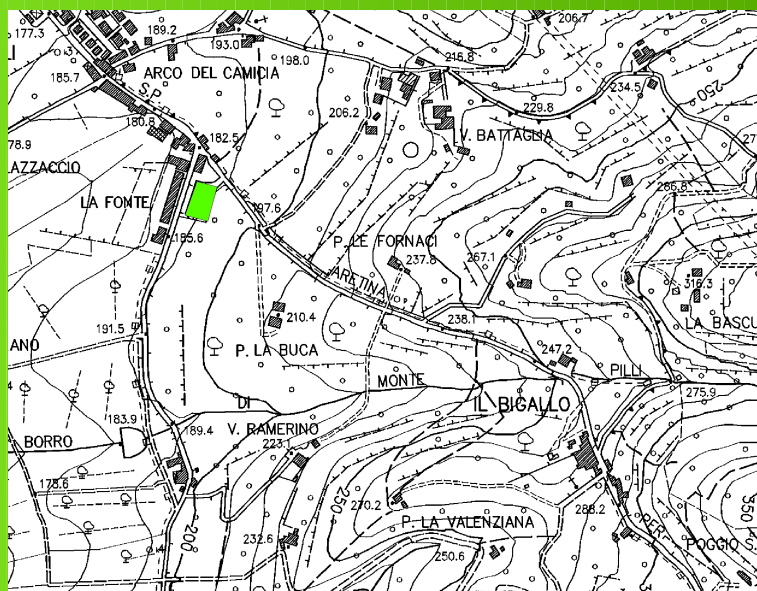 177.3
189.2
193.0
206.7
198.0
216.8
185.7
ARCO DEL CAMICIA
S.P.
234.5
250
229.8
206.2
180.8
182.5
V. BATTAGLIA
78.9
AZZACCIO
286.8
LA FONTE
197.6
P. LE FORNACI
185.6
237.8
267.1
ARETINA
316.3
210.4
238.1
LA BASCU
191.5
ANO
P. LA BUCA
247.2
PILLI
MONTE
275.9
DI
IL BIGALLO
183.9
BORRO
189.4
V. RAMERINO
223.1
178.6
250
270.2
288.2
350
200
P. LA VALENZIANA
PER
232.6
250.6
POGGIO S.